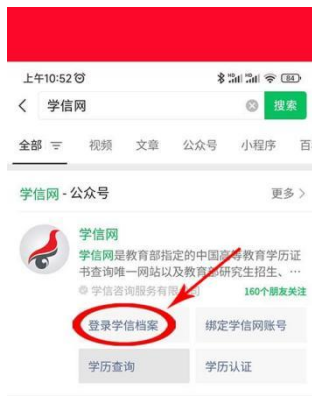 上午10:52
84
学信网
搜索
全部 视频 文章 公众号 小程序 百
学信网 - 公众号 更多
学信网
学信网是教育部指定的中国高等教育学历证
书查询唯一网站以及教育部研究生招生、…
学信咨询服务有限
160个朋友关注
登录学信档案 绑定学信网账号
学历查询 学历认证